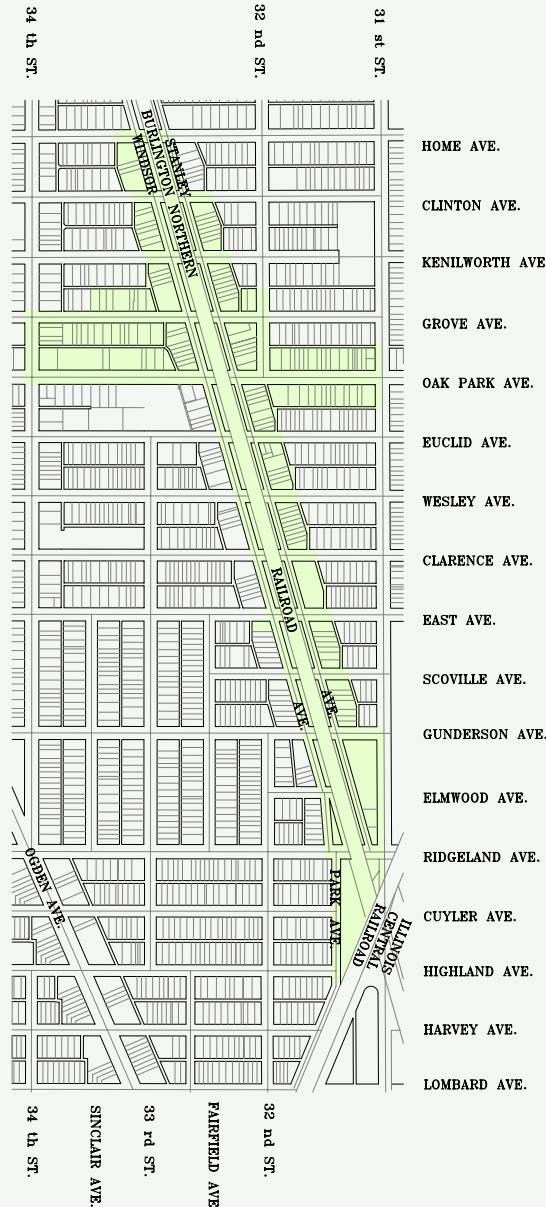 34 th ST.
32 nd ST.
31 st ST.
HOME AVE.
CLINTON AVE.
KENILWORTH AVE
GROVE AVE.
OAK PARK AVE.
EUCLID AVE.
WESLEY AVE.
CLARENCE AVE.
EAST AVE.
SCOVILLE AVE.
GUNDERSON AVE.
ELMWOOD AVE.
RIDGELAND AVE.
CUYLER AVE.
HIGHLAND AVE.
HARVEY AVE.
LOMBARD AVE.
STANLEY
BURLINGTON NORTHERN
WINDSOR
RAILROAD
AVE.
AVE.
OGDEN AVE.
PARK AVE.
ILLINOIS
CENTRAL
RAILROAD
34 th ST.
SINCLAIR AVE.
33 rd ST.
FAIRFIELD AVE
32 nd ST.